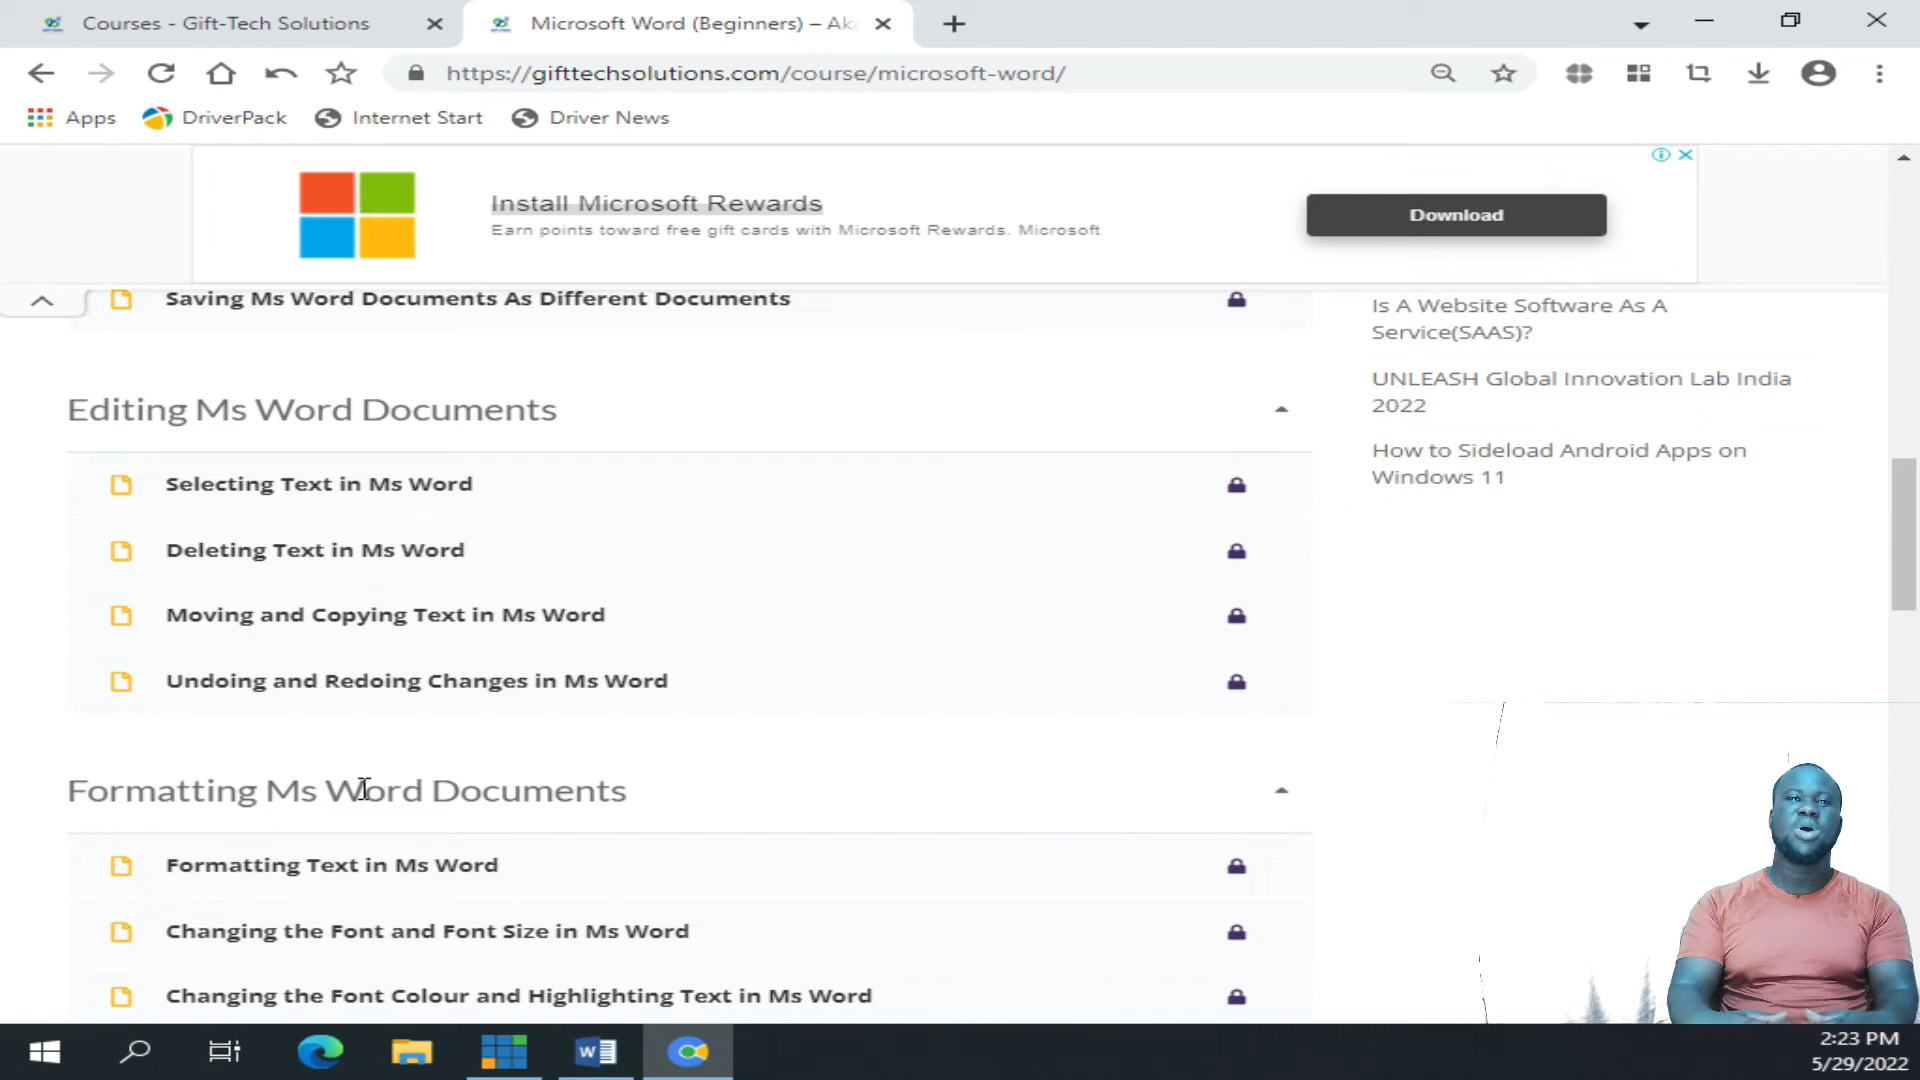 Courses - Gift-Tech Solutions
Microsoft Word (Beginners) – Aka
https://gifttechsolutions.com/course/microsoft-word/
Apps
DriverPack
Internet Start
Driver News
Install Microsoft Rewards
Earn points toward free gift cards with Microsoft Rewards. Microsoft
Download
Saving Ms Word Documents As Different Documents
Editing Ms Word Documents
Selecting Text in Ms Word
Deleting Text in Ms Word
Moving and Copying Text in Ms Word
Undoing and Redoing Changes in Ms Word
Formatting Ms Word Documents
Formatting Text in Ms Word
Changing the Font and Font Size in Ms Word
Changing the Font Colour and Highlighting Text in Ms Word
Is A Website Software As A
Service(SAAS)?
UNLEASH Global Innovation Lab India
2022
How to Sideload Android Apps on
Windows 11
2:23 PM
5/29/2022